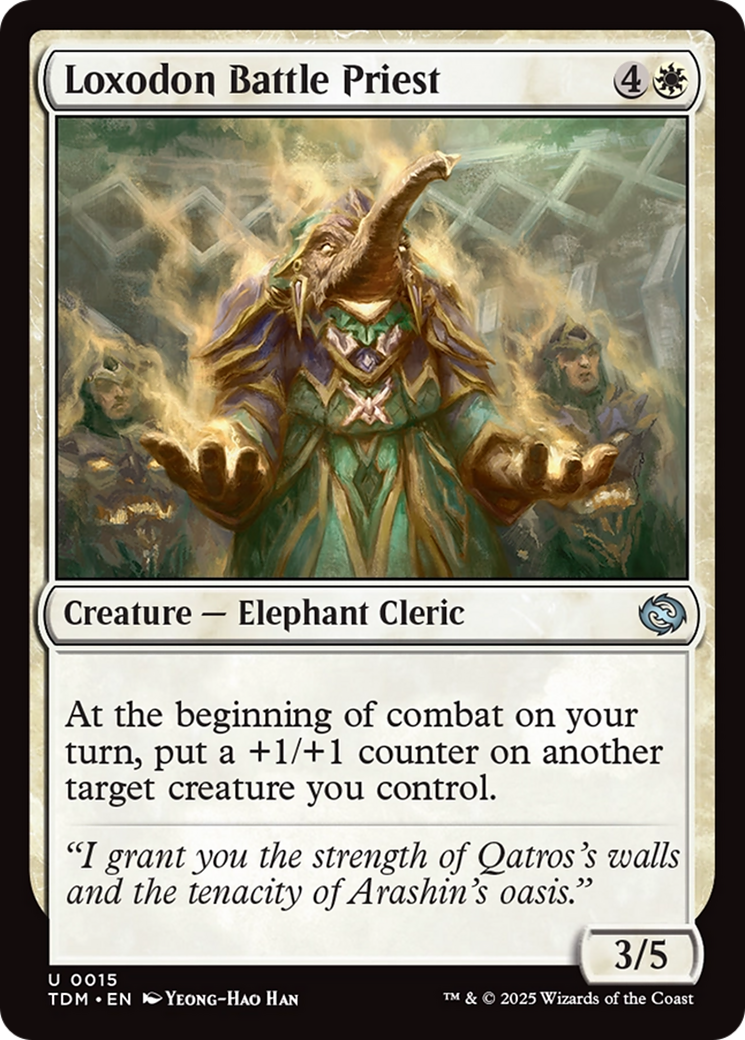 Loxodon Battle Priest 4
Creature — Elephant Cleric
At the beginning of combat on your
turn, put a +1/+1 counter on another
target creature you control.
“I grant you the strength of Qatros’s walls
and the tenacity of Arashin’s oasis.”
3/5
U 0015
TDM • EN Yeong-Hao Han
™ & © 2025 Wizards of the Coast